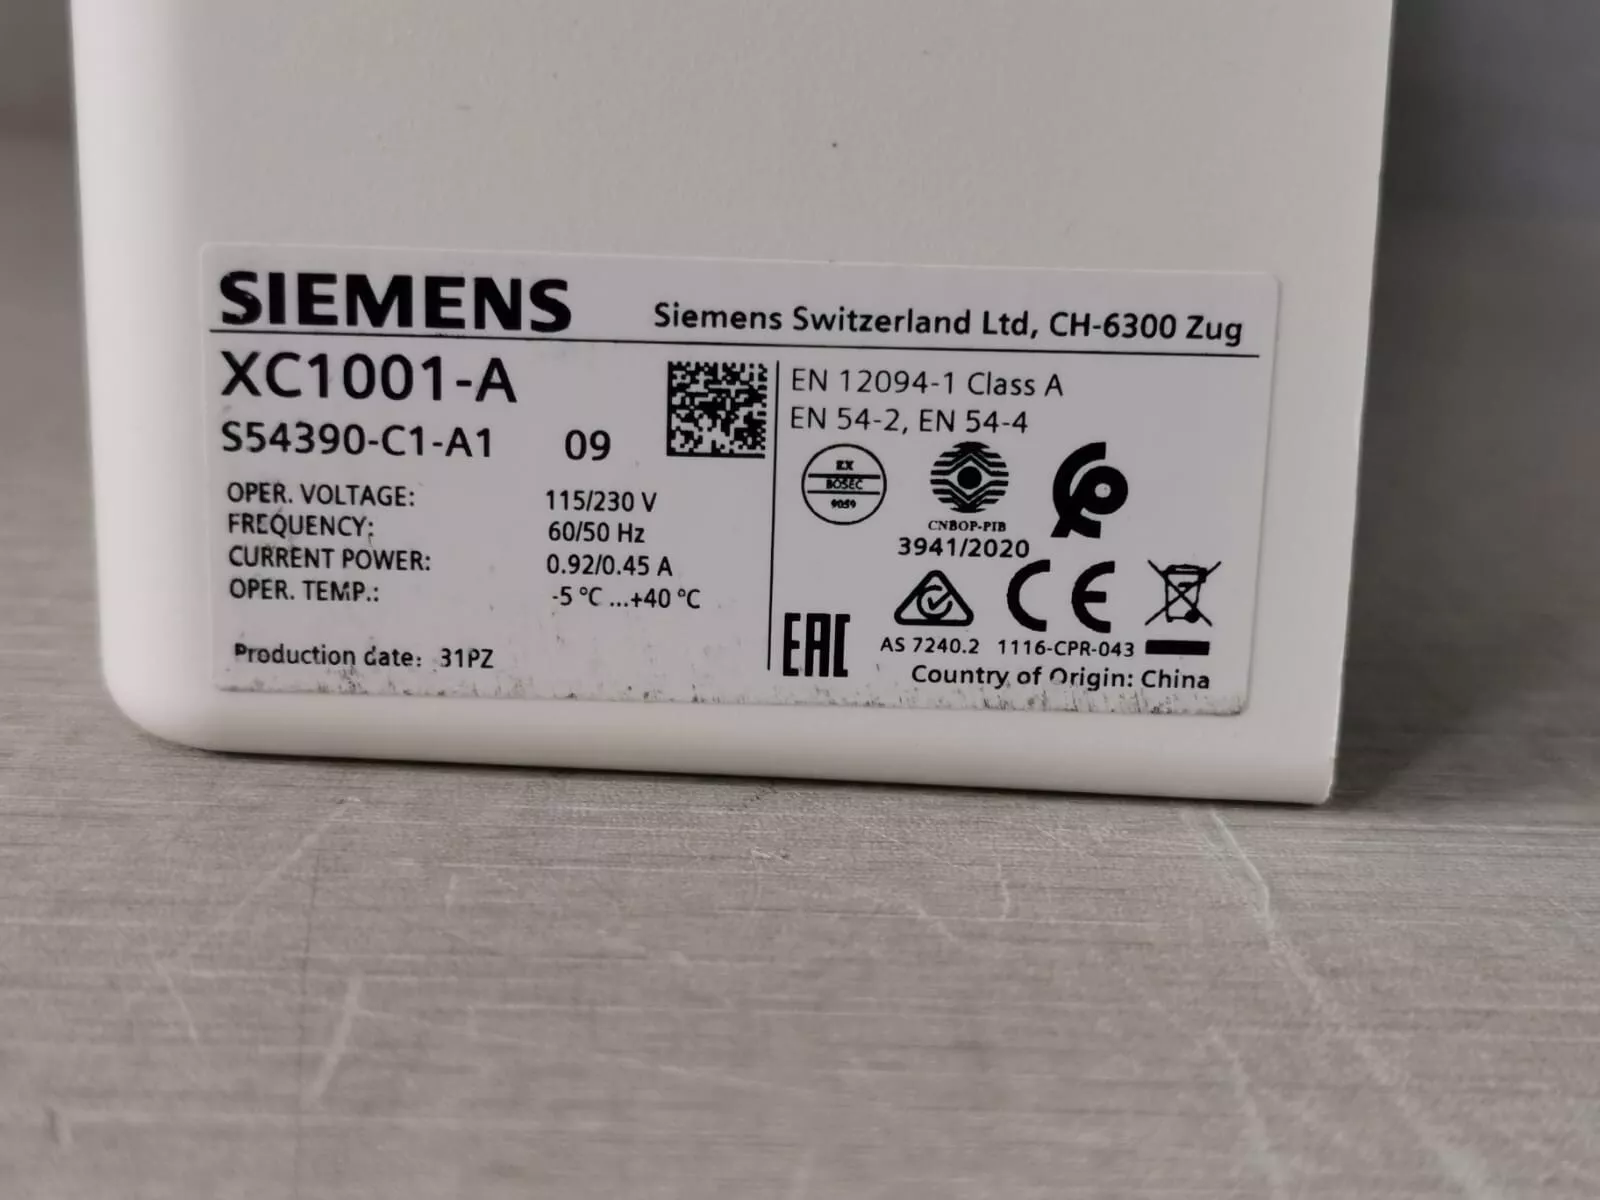 SIEMENS
Siemens Switzerland Ltd, CH-6300 Zug
XC1001-A
S54390-C1-A1 09
OPER. VOLTAGE: 115/230 V
FREQUENCY: 60/50 Hz
CURRENT POWER: 0.92/0.45 A
OPER. TEMP.: -5 °C ...+40 °C
Production date: 31PZ
EN 12094-1 Class A
EN 54-2, EN 54-4
EX
BOSEC
9059
CNBOP-PIB
3941/2020
CE
EAC
AS 7240.2 1116-CPR-043
Country of Origin: China